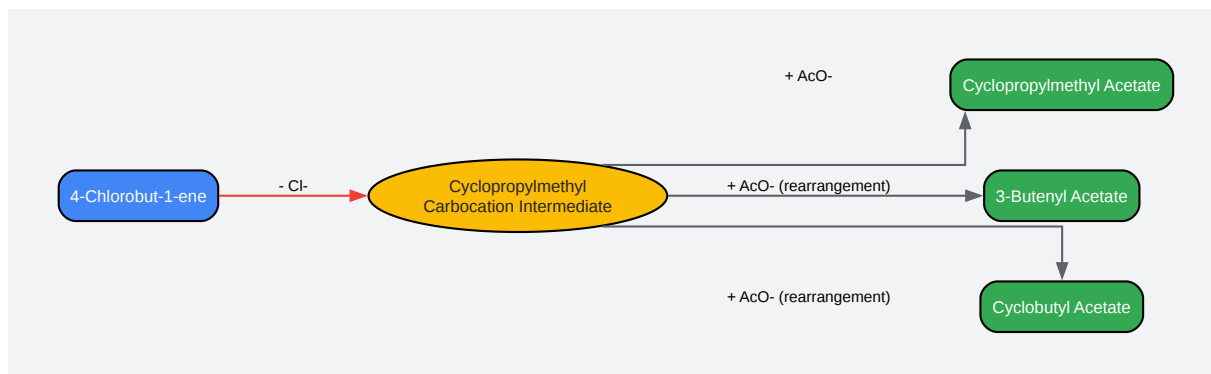 + AcO-
Cyclopropylmethyl Acetate
4-Chlorobut-1-ene
- Cl-
Cyclopropylmethyl
Carbocation Intermediate
+ AcO- (rearrangement)
3-Butenyl Acetate
+ AcO- (rearrangement)
Cyclobutyl Acetate